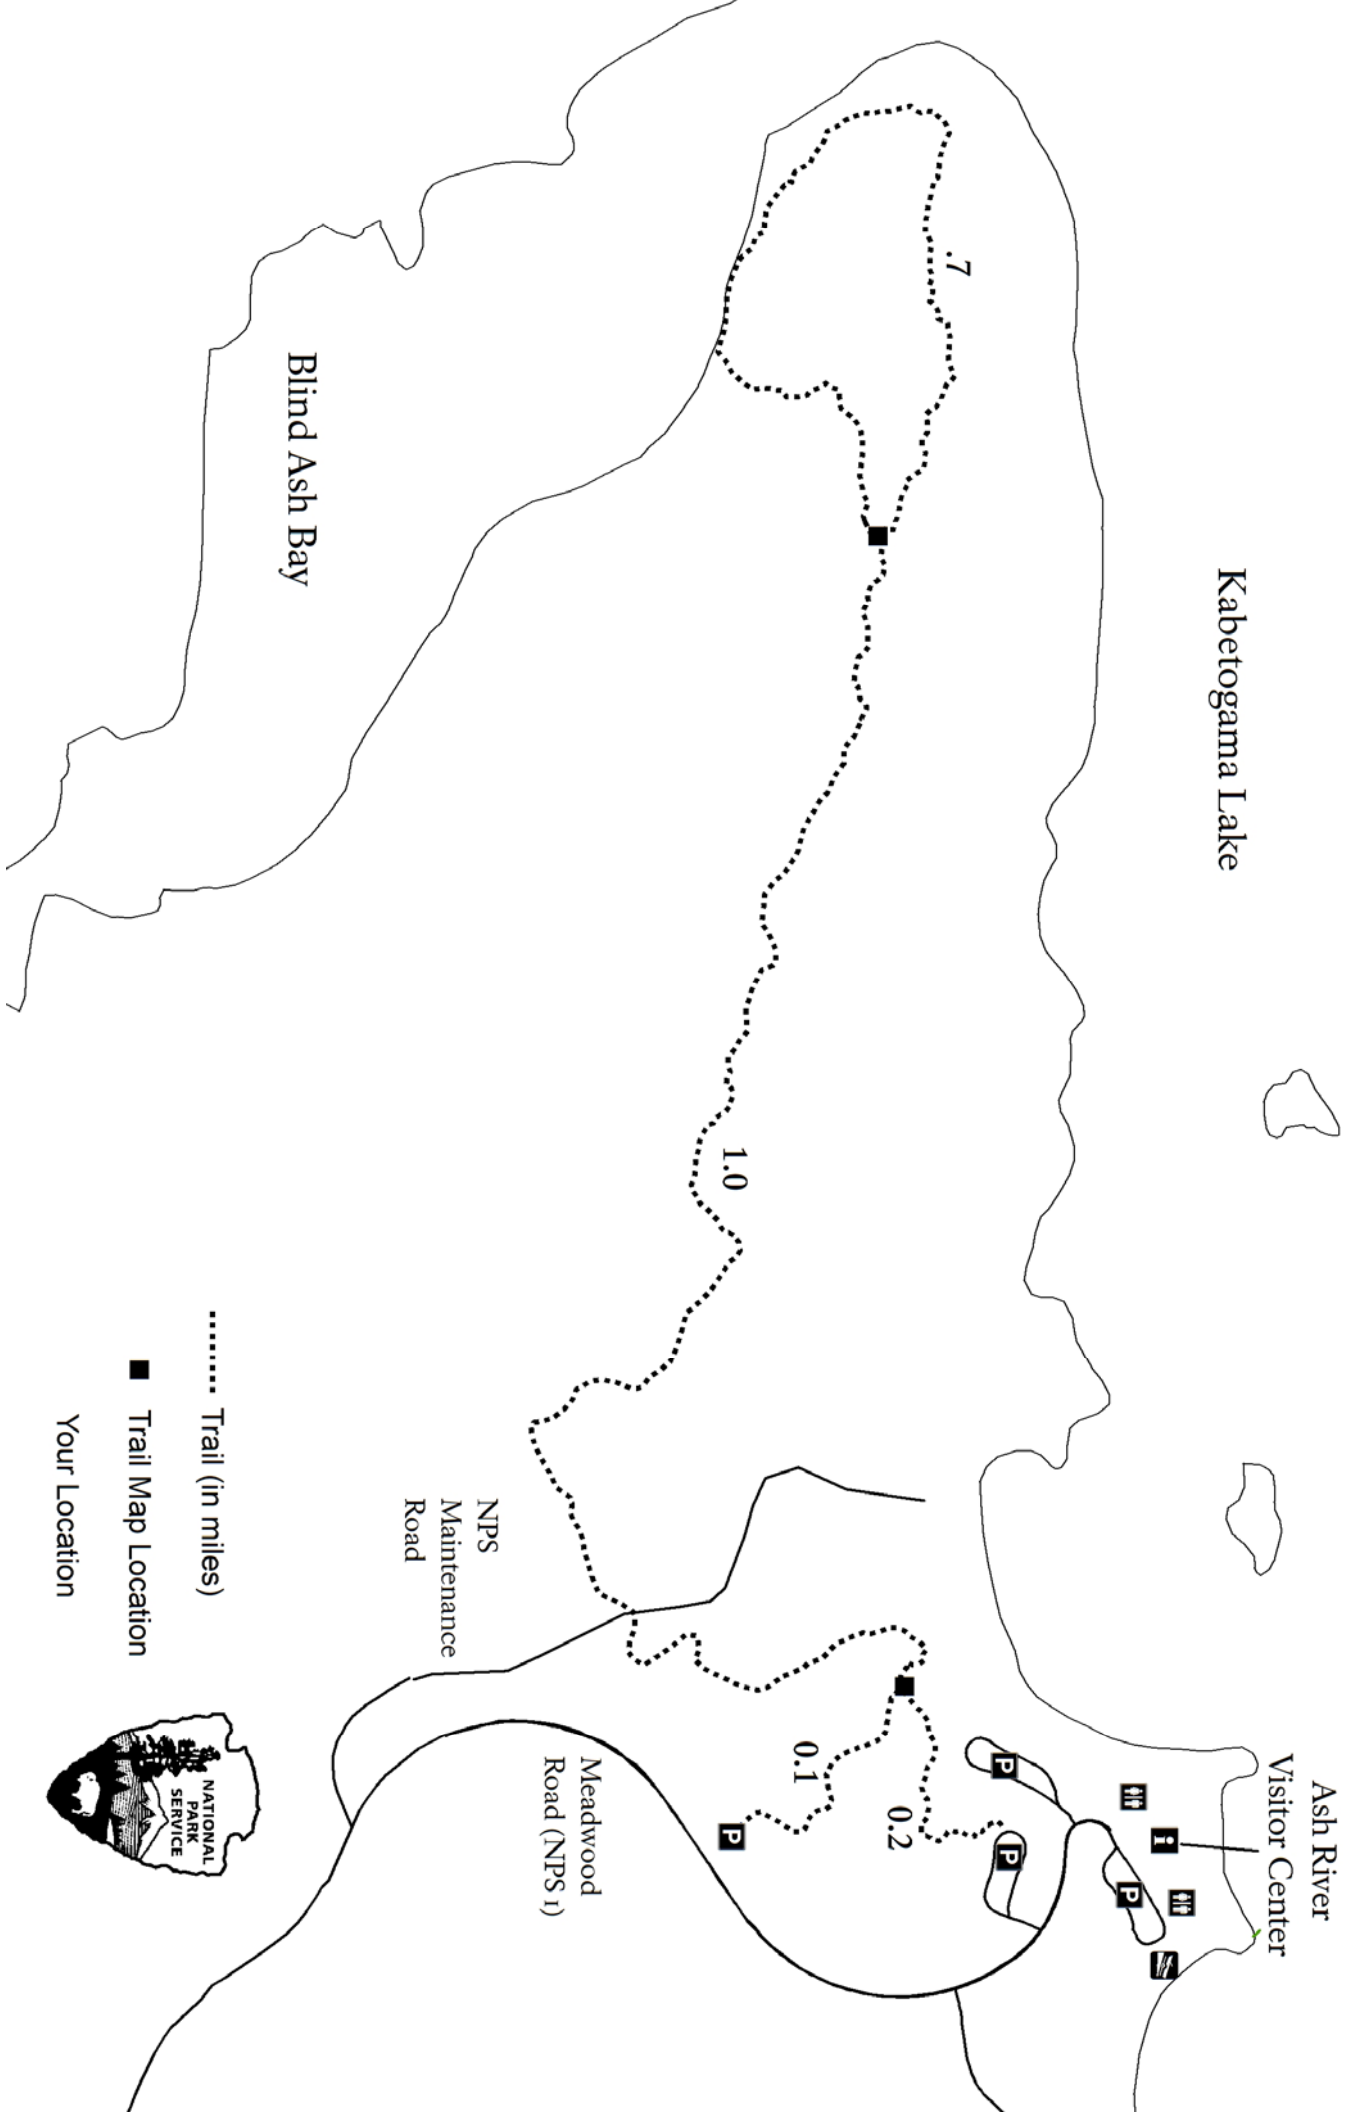 Kabetogama Lake
Ash River
Visitor Center
.7
1.0
0.2
0.1
P
P
P
P
i
Blind Ash Bay
NPS
Maintenance
Road
Meadwood
Road (NPS 1)
Trail (in miles)
Trail Map Location
Your Location
NATIONAL
PARK
SERVICE